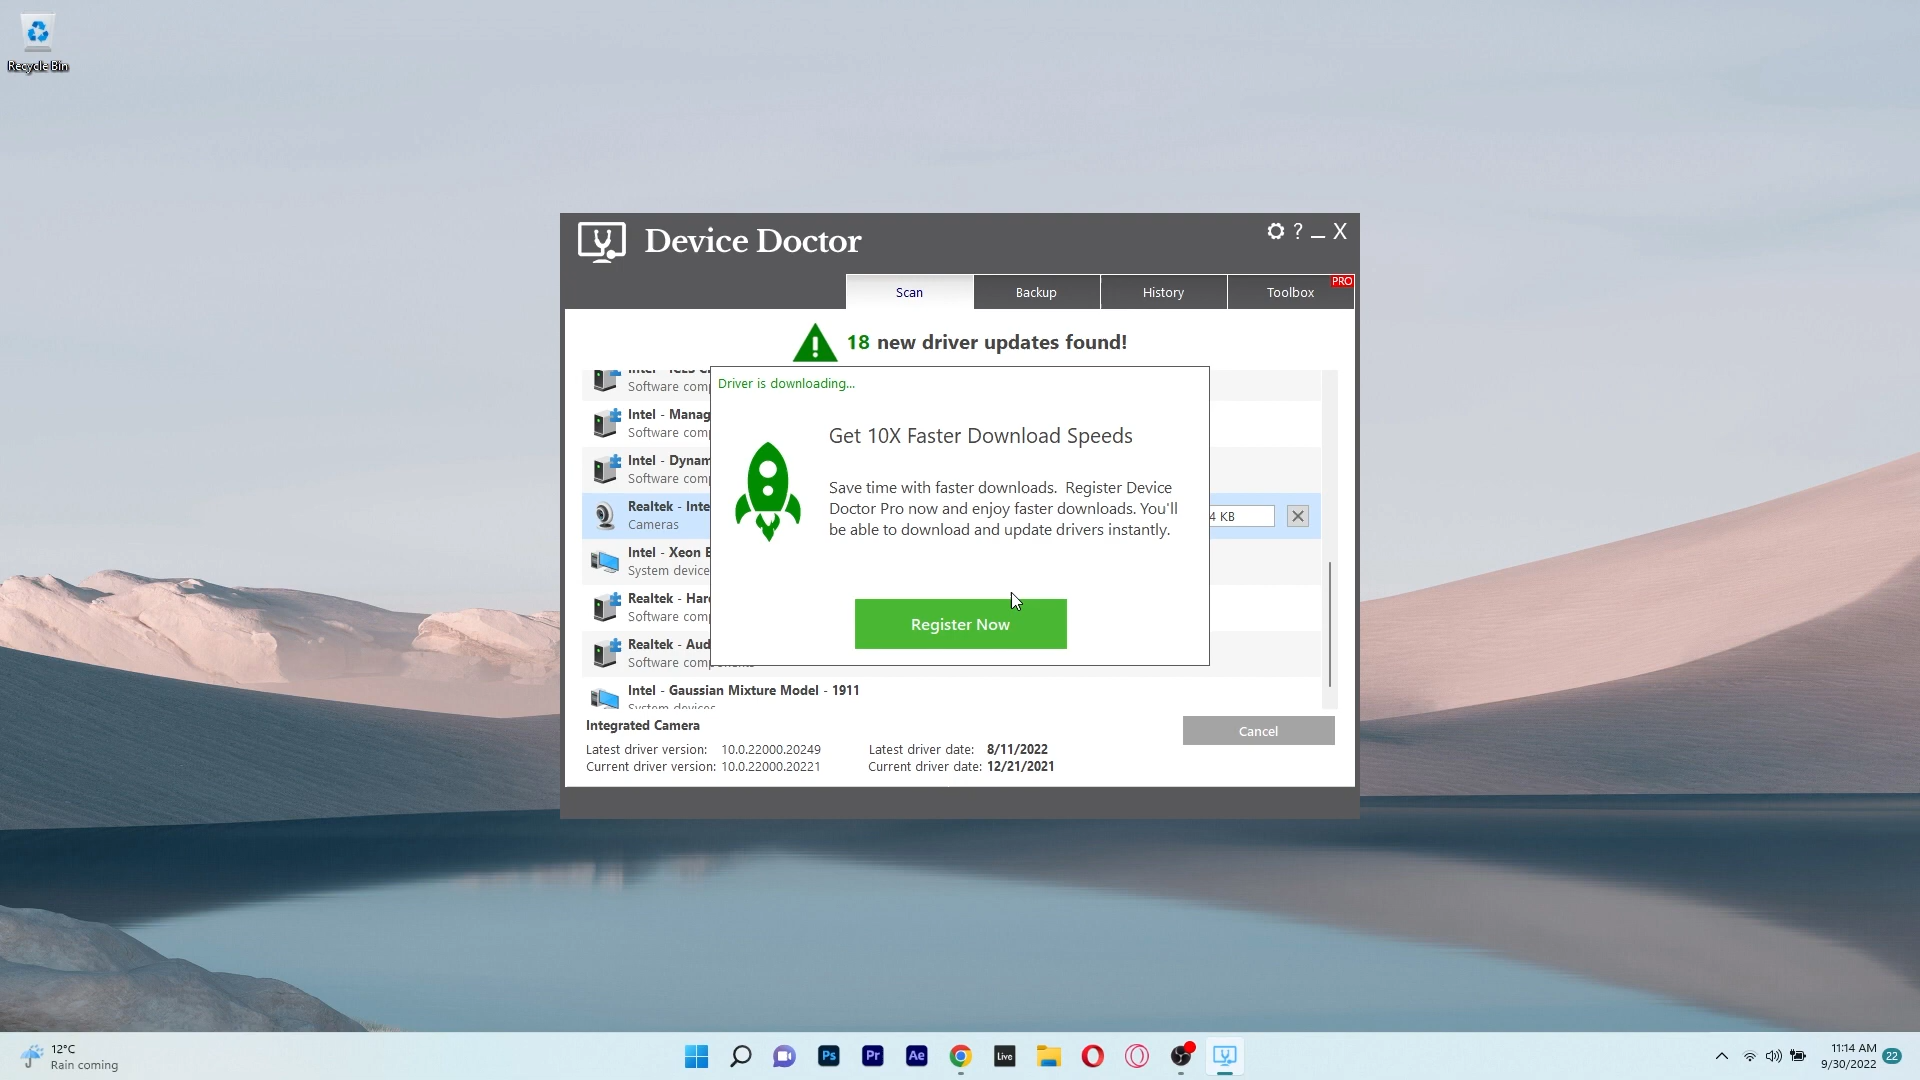 Recycle Bin
Device Doctor
?
X
Scan
Backup
History
Toolbox
PRO
18 new driver updates found!
Software comp
Intel - Manag
Software comp
Intel - Dynam
Software comp
Realtek - Inte
Cameras
4 KB
Intel - Xeon E
System device
Realtek - Hard
Software comp
Realtek - Aud
Software components
Intel - Gaussian Mixture Model - 1911
System devices
Driver is downloading...
Get 10X Faster Download Speeds
Save time with faster downloads. Register Device
Doctor Pro now and enjoy faster downloads. You'll
be able to download and update drivers instantly.
Register Now
Integrated Camera
Latest driver version: 10.0.22000.20249
Latest driver date: 8/11/2022
Current driver version: 10.0.22000.20221
Current driver date: 12/21/2021
Cancel
12°C
Rain coming
Ps
Pr
Ae
Live
11:14 AM
9/30/2022
22